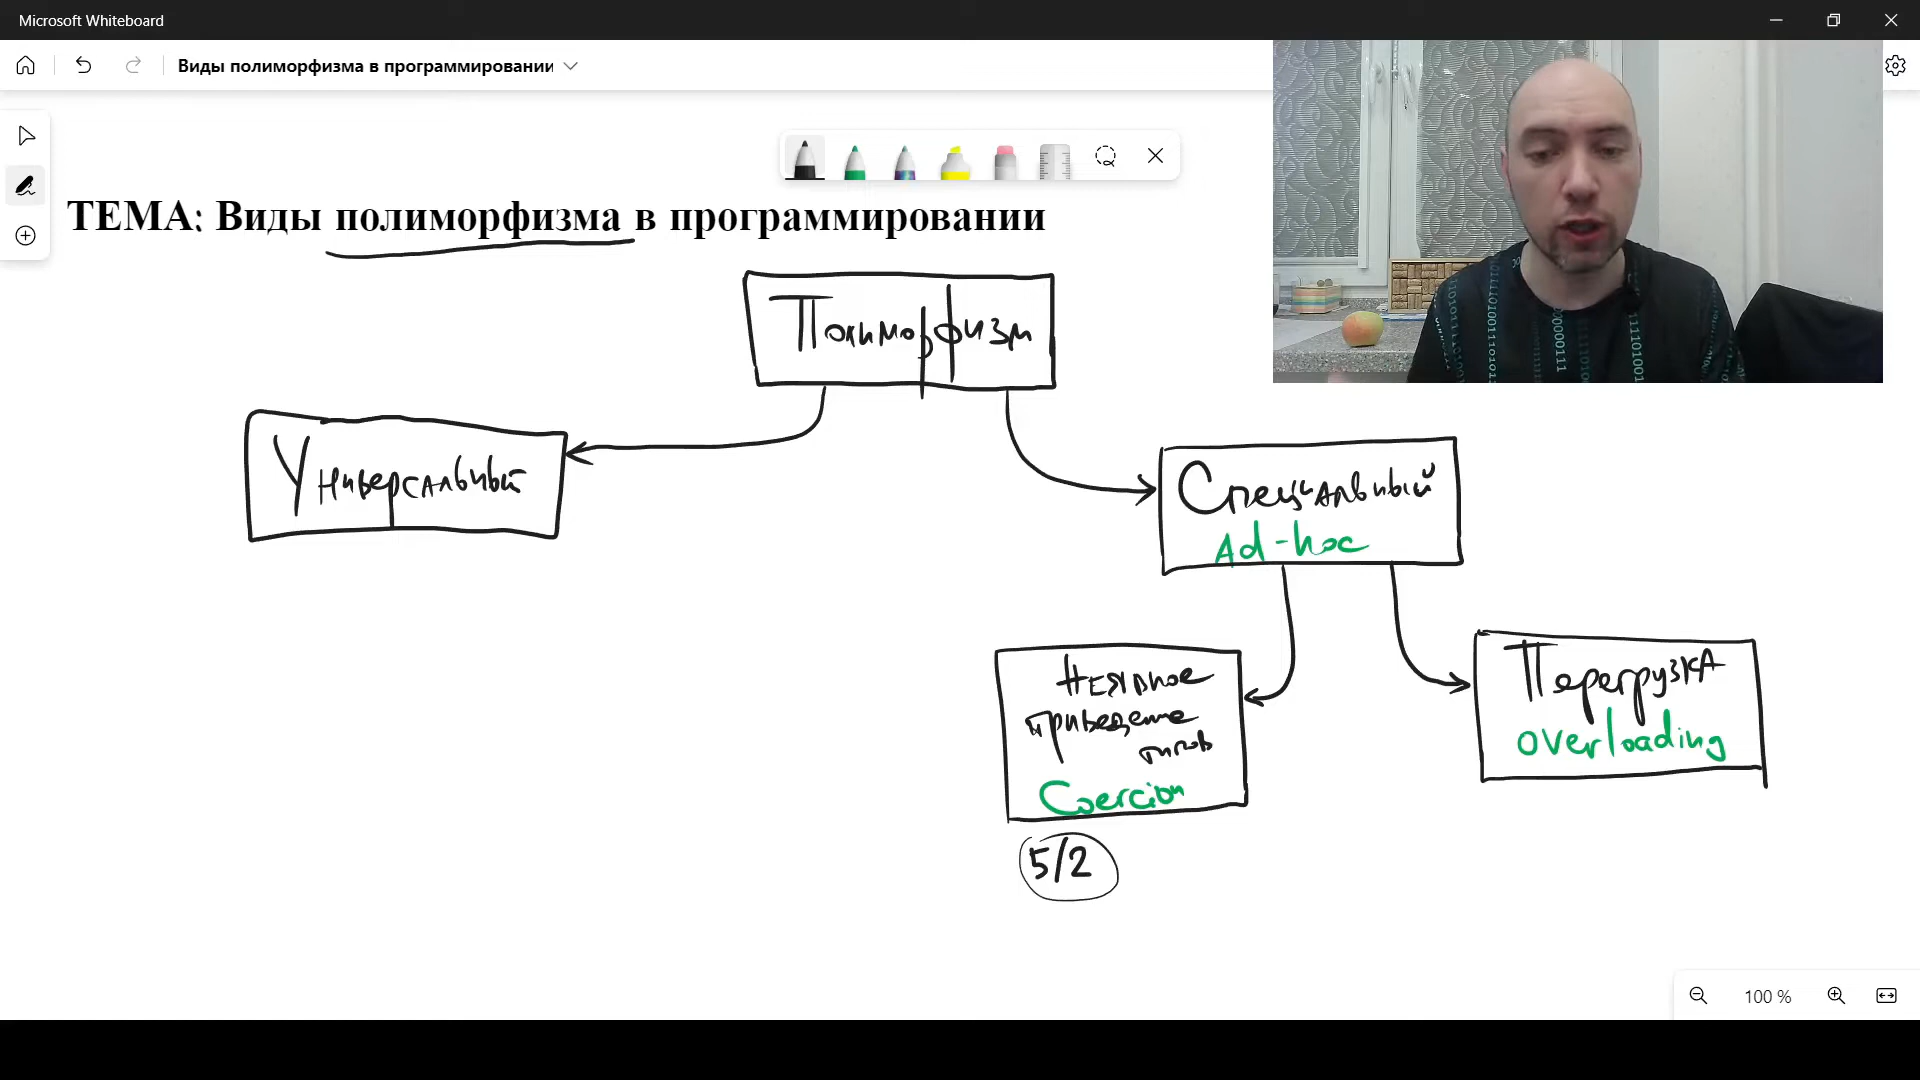 Microsoft Whiteboard
Виды полиморфизма в программировании
ТЕМА: Виды полиморфизма в программировании
Полиморфизм
Универсальный
Специальный
Ad-hoc
Неявное
приведение
типов
Coercion
Перегрузка
overloading
5/2
100 %